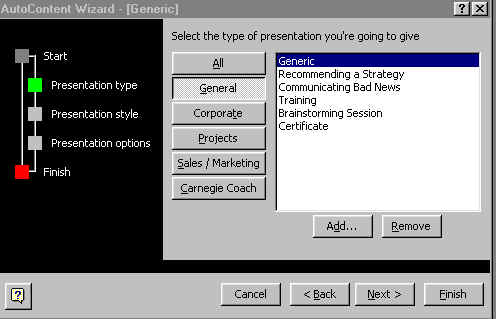 AutoContent Wizard - [Generic]
Select the type of presentation you're going to give
Start
Presentation type
Presentation style
Presentation options
Finish
All
General
Corporate
Projects
Sales / Marketing
Carnegie Coach
Generic
Recommending a Strategy
Communicating Bad News
Training
Brainstorming Session
Certificate
Add...
Remove
Cancel
< Back
Next >
Finish